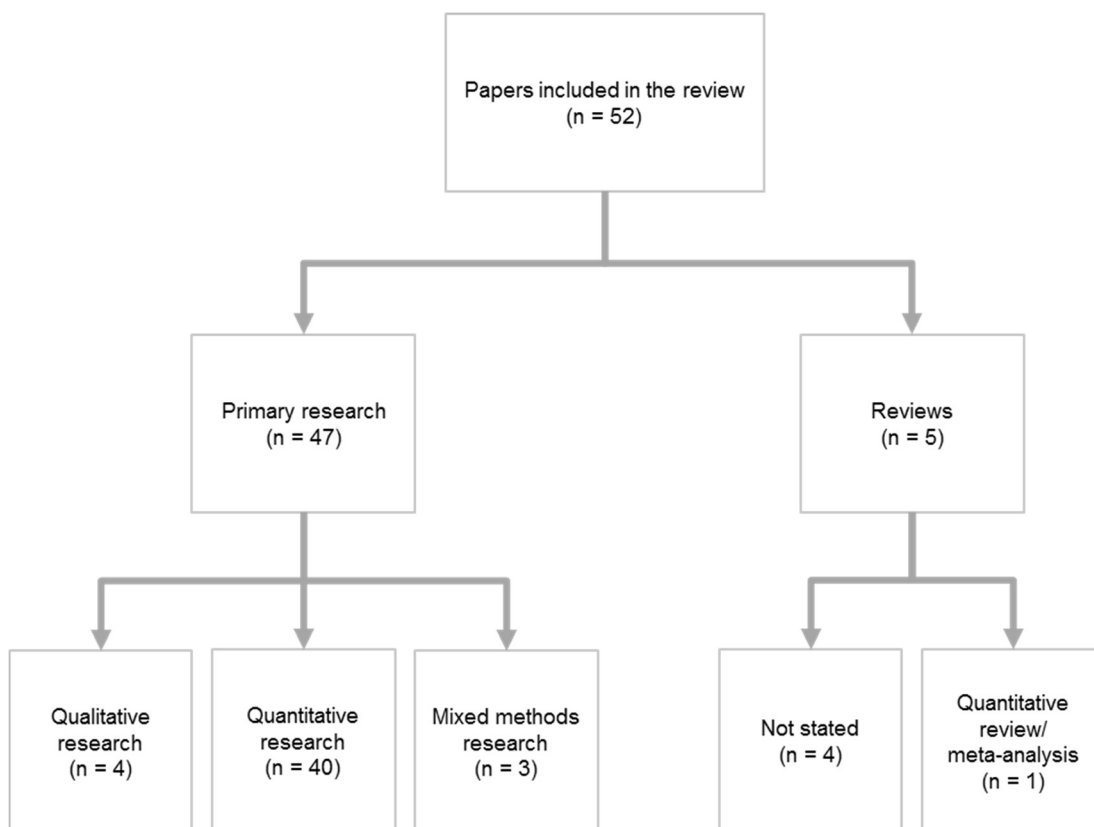 Papers included in the review
(n = 52)
Primary research
(n = 47)
Reviews
(n = 5)
Qualitative
research
(n = 4)
Quantitative
research
(n = 40)
Mixed methods
research
(n = 3)
Not stated
(n = 4)
Quantitative
review/
meta-analysis
(n = 1)